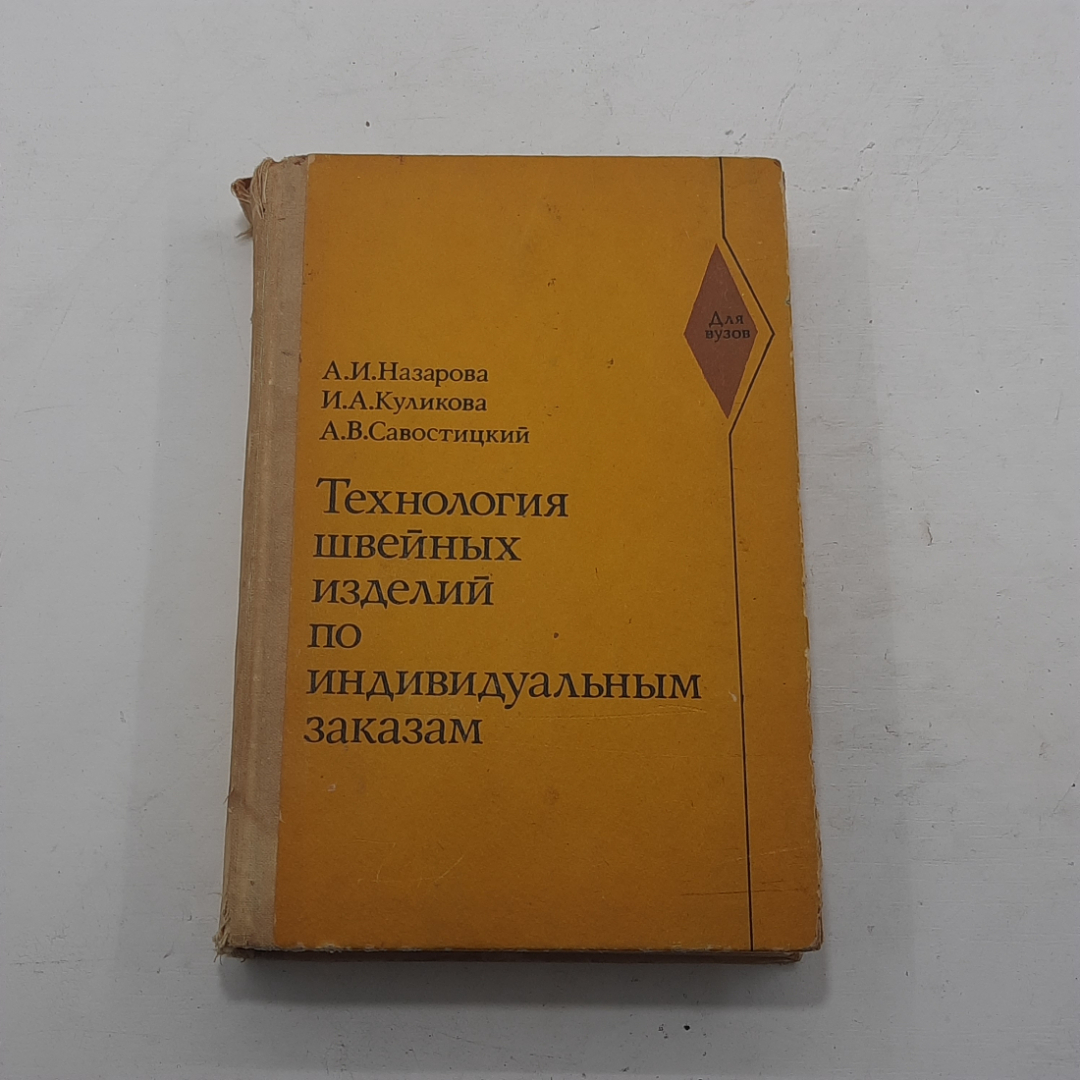 Для
вузов
А.И.Назарова
И.А.Куликова
А.В.Савостицкий
Технология
швейных
изделий
по
индивидуальным
заказам